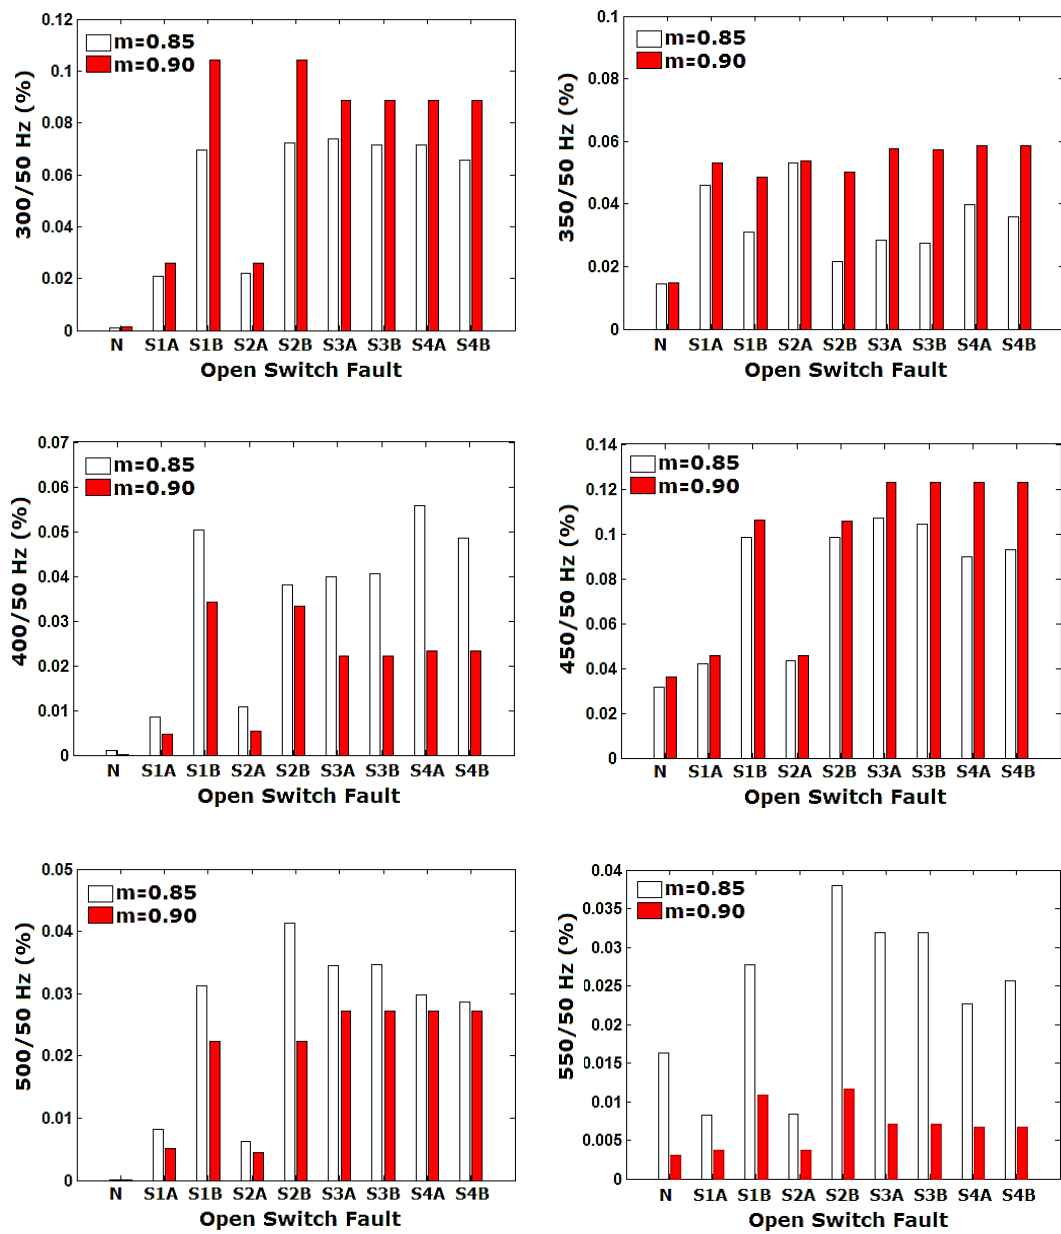 m=0.85
m=0.90
0.12
0.1
0.08
0.06
0.04
0.02
0
300/50 Hz (%)
N S1A S1B S2A S2B S3A S3B S4A S4B
Open Switch Fault
m=0.85
m=0.90
0.1
0.08
0.06
0.04
0.02
0
350/50 Hz (%)
N S1A S1B S2A S2B S3A S3B S4A S4B
Open Switch Fault
m=0.85
m=0.90
0.07
0.06
0.05
0.04
0.03
0.02
0.01
0
400/50 Hz (%)
N S1A S1B S2A S2B S3A S3B S4A S4B
Open Switch Fault
m=0.85
m=0.90
0.14
0.12
0.1
0.08
0.06
0.04
0.02
0
450/50 Hz (%)
N S1A S1B S2A S2B S3A S3B S4A S4B
Open Switch Fault
m=0.85
m=0.90
0.05
0.04
0.03
0.02
0.01
0
500/50 Hz (%)
N S1A S1B S2A S2B S3A S3B S4A S4B
Open Switch Fault
m=0.85
m=0.90
0.04
0.035
0.03
0.025
0.02
0.015
0.01
0.005
0
550/50 Hz (%)
N S1A S1B S2A S2B S3A S3B S4A S4B
Open Switch Fault